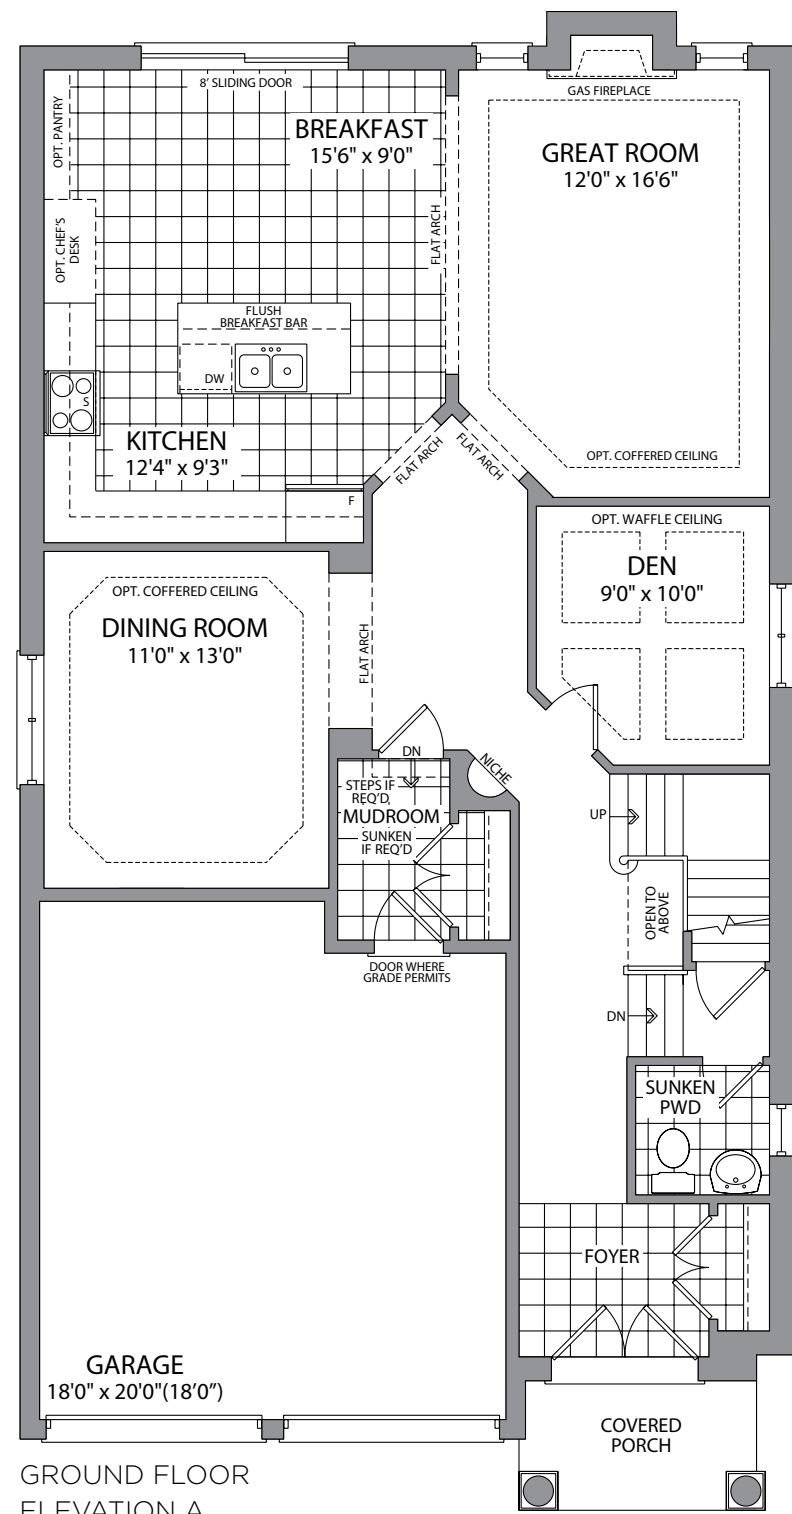 8' SLIDING DOOR
GAS FIREPLACE
OPT. PANTRY
BREAKFAST
15'6" x 9'0"
GREAT ROOM
12'0" x 16'6"
FLAT ARCH
OPT. CHEF'S
DESK
FLUSH
BREAKFAST BAR
DW
S
KITCHEN
12'4" x 9'3"
FLAT ARCH
FLAT ARCH
OPT. COFFERED CEILING
F
OPT. WAFFLE CEILING
DEN
9'0" x 10'0"
OPT. COFFERED CEILING
DINING ROOM
11'0" x 13'0"
FLAT ARCH
DN
NICHE
STEPS IF
REQ'D
MUDROOM
SUNKEN
IF REQ'D
UP
OPEN TO
ABOVE
DOOR WHERE
GRADE PERMITS
DN
SUNKEN
PWD
FOYER
GARAGE
18'0" x 20'0"(18'0")
COVERED
PORCH
GROUND FLOOR
ELEVATION A